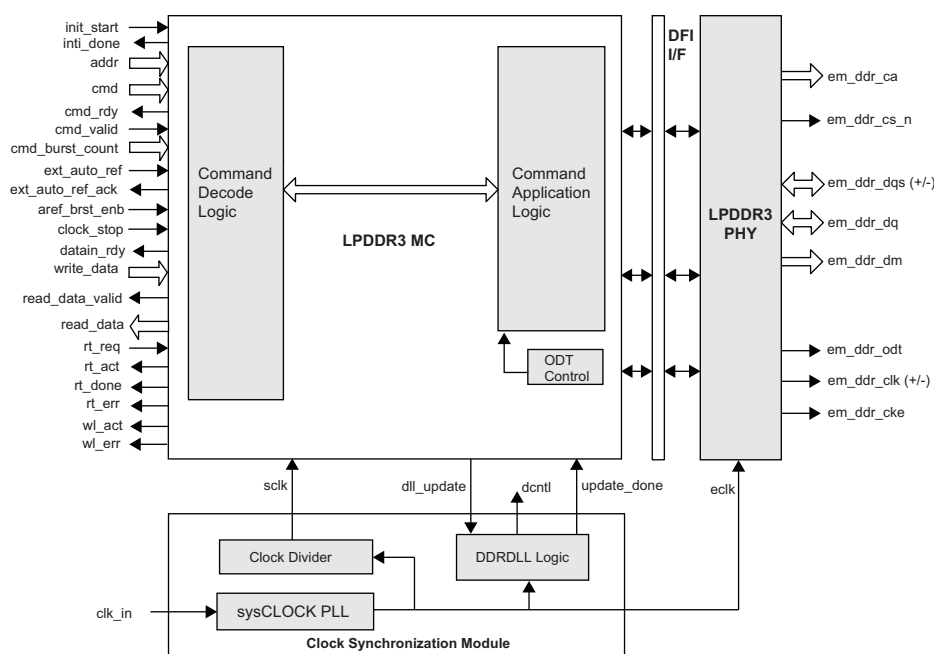 init_start
inti_done
addr
cmd
cmd_rdy
cmd_valid
cmd_burst_count
ext_auto_ref
ext_auto_ref_ack
aref_brst_enb
clock_stop
datain_rdy
write_data
read_data_valid
read_data
rt_req
rt_act
rt_done
rt_err
wl_act
wl_err
Command
Decode
Logic
LPDDR3 MC
Command
Application
Logic
ODT
Control
DFI
I/F
LPDDR3
PHY
em_ddr_ca
em_ddr_cs_n
em_ddr_dqs (+/-)
em_ddr_dq
em_ddr_dm
em_ddr_odt
em_ddr_clk (+/-)
em_ddr_cke
sclk
dll_update
dcntl
update_done
eclk
Clock Divider
DDRDLL Logic
clk_in
sysCLOCK PLL
Clock Synchronization Module